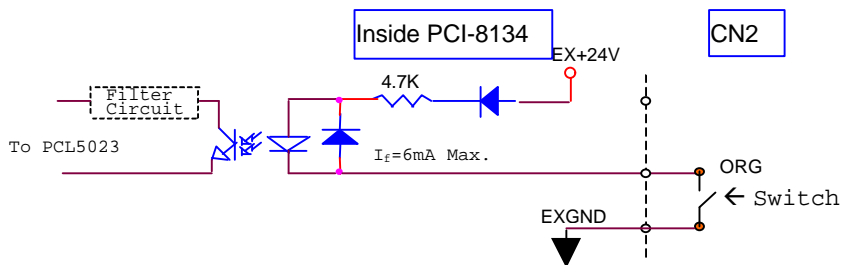 Inside PCI-8134
CN2
EX+24V
4.7K
Filter
Circuit
To PCL5023
If=6mA Max.
ORG
← Switch
EXGND